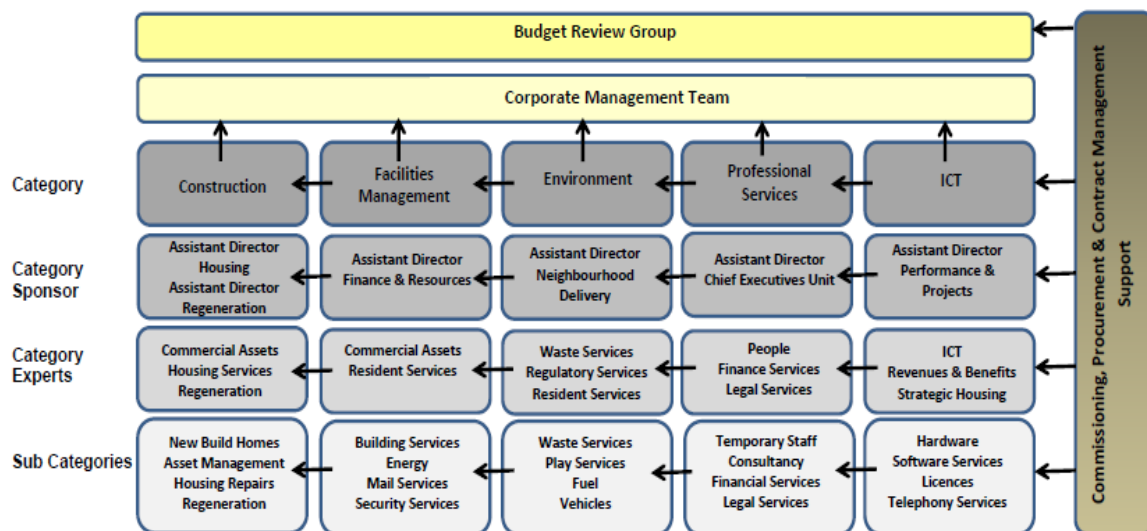 Budget Review Group
Corporate Management Team
Category
Construction
Facilities
Management
Environment
Professional
Services
ICT
Category
Sponsor
Assistant Director
Housing
Assistant Director
Regeneration
Assistant Director
Finance & Resources
Assistant Director
Neighbourhood
Delivery
Assistant Director
Chief Executives Unit
Assistant Director
Performance &
Projects
Category
Experts
Commercial Assets
Housing Services
Regeneration
Commercial Assets
Resident Services
Waste Services
Regulatory Services
Resident Services
People
Finance Services
Legal Services
ICT
Revenues & Benefits
Strategic Housing
Sub Categories
New Build Homes
Asset Management
Housing Repairs
Regeneration
Building Services
Energy
Mail Services
Security Services
Waste Services
Play Services
Fuel
Vehicles
Temporary Staff
Consultancy
Financial Services
Legal Services
Hardware
Software Services
Licences
Telephony Services
Commissioning, Procurement & Contract Management
Support